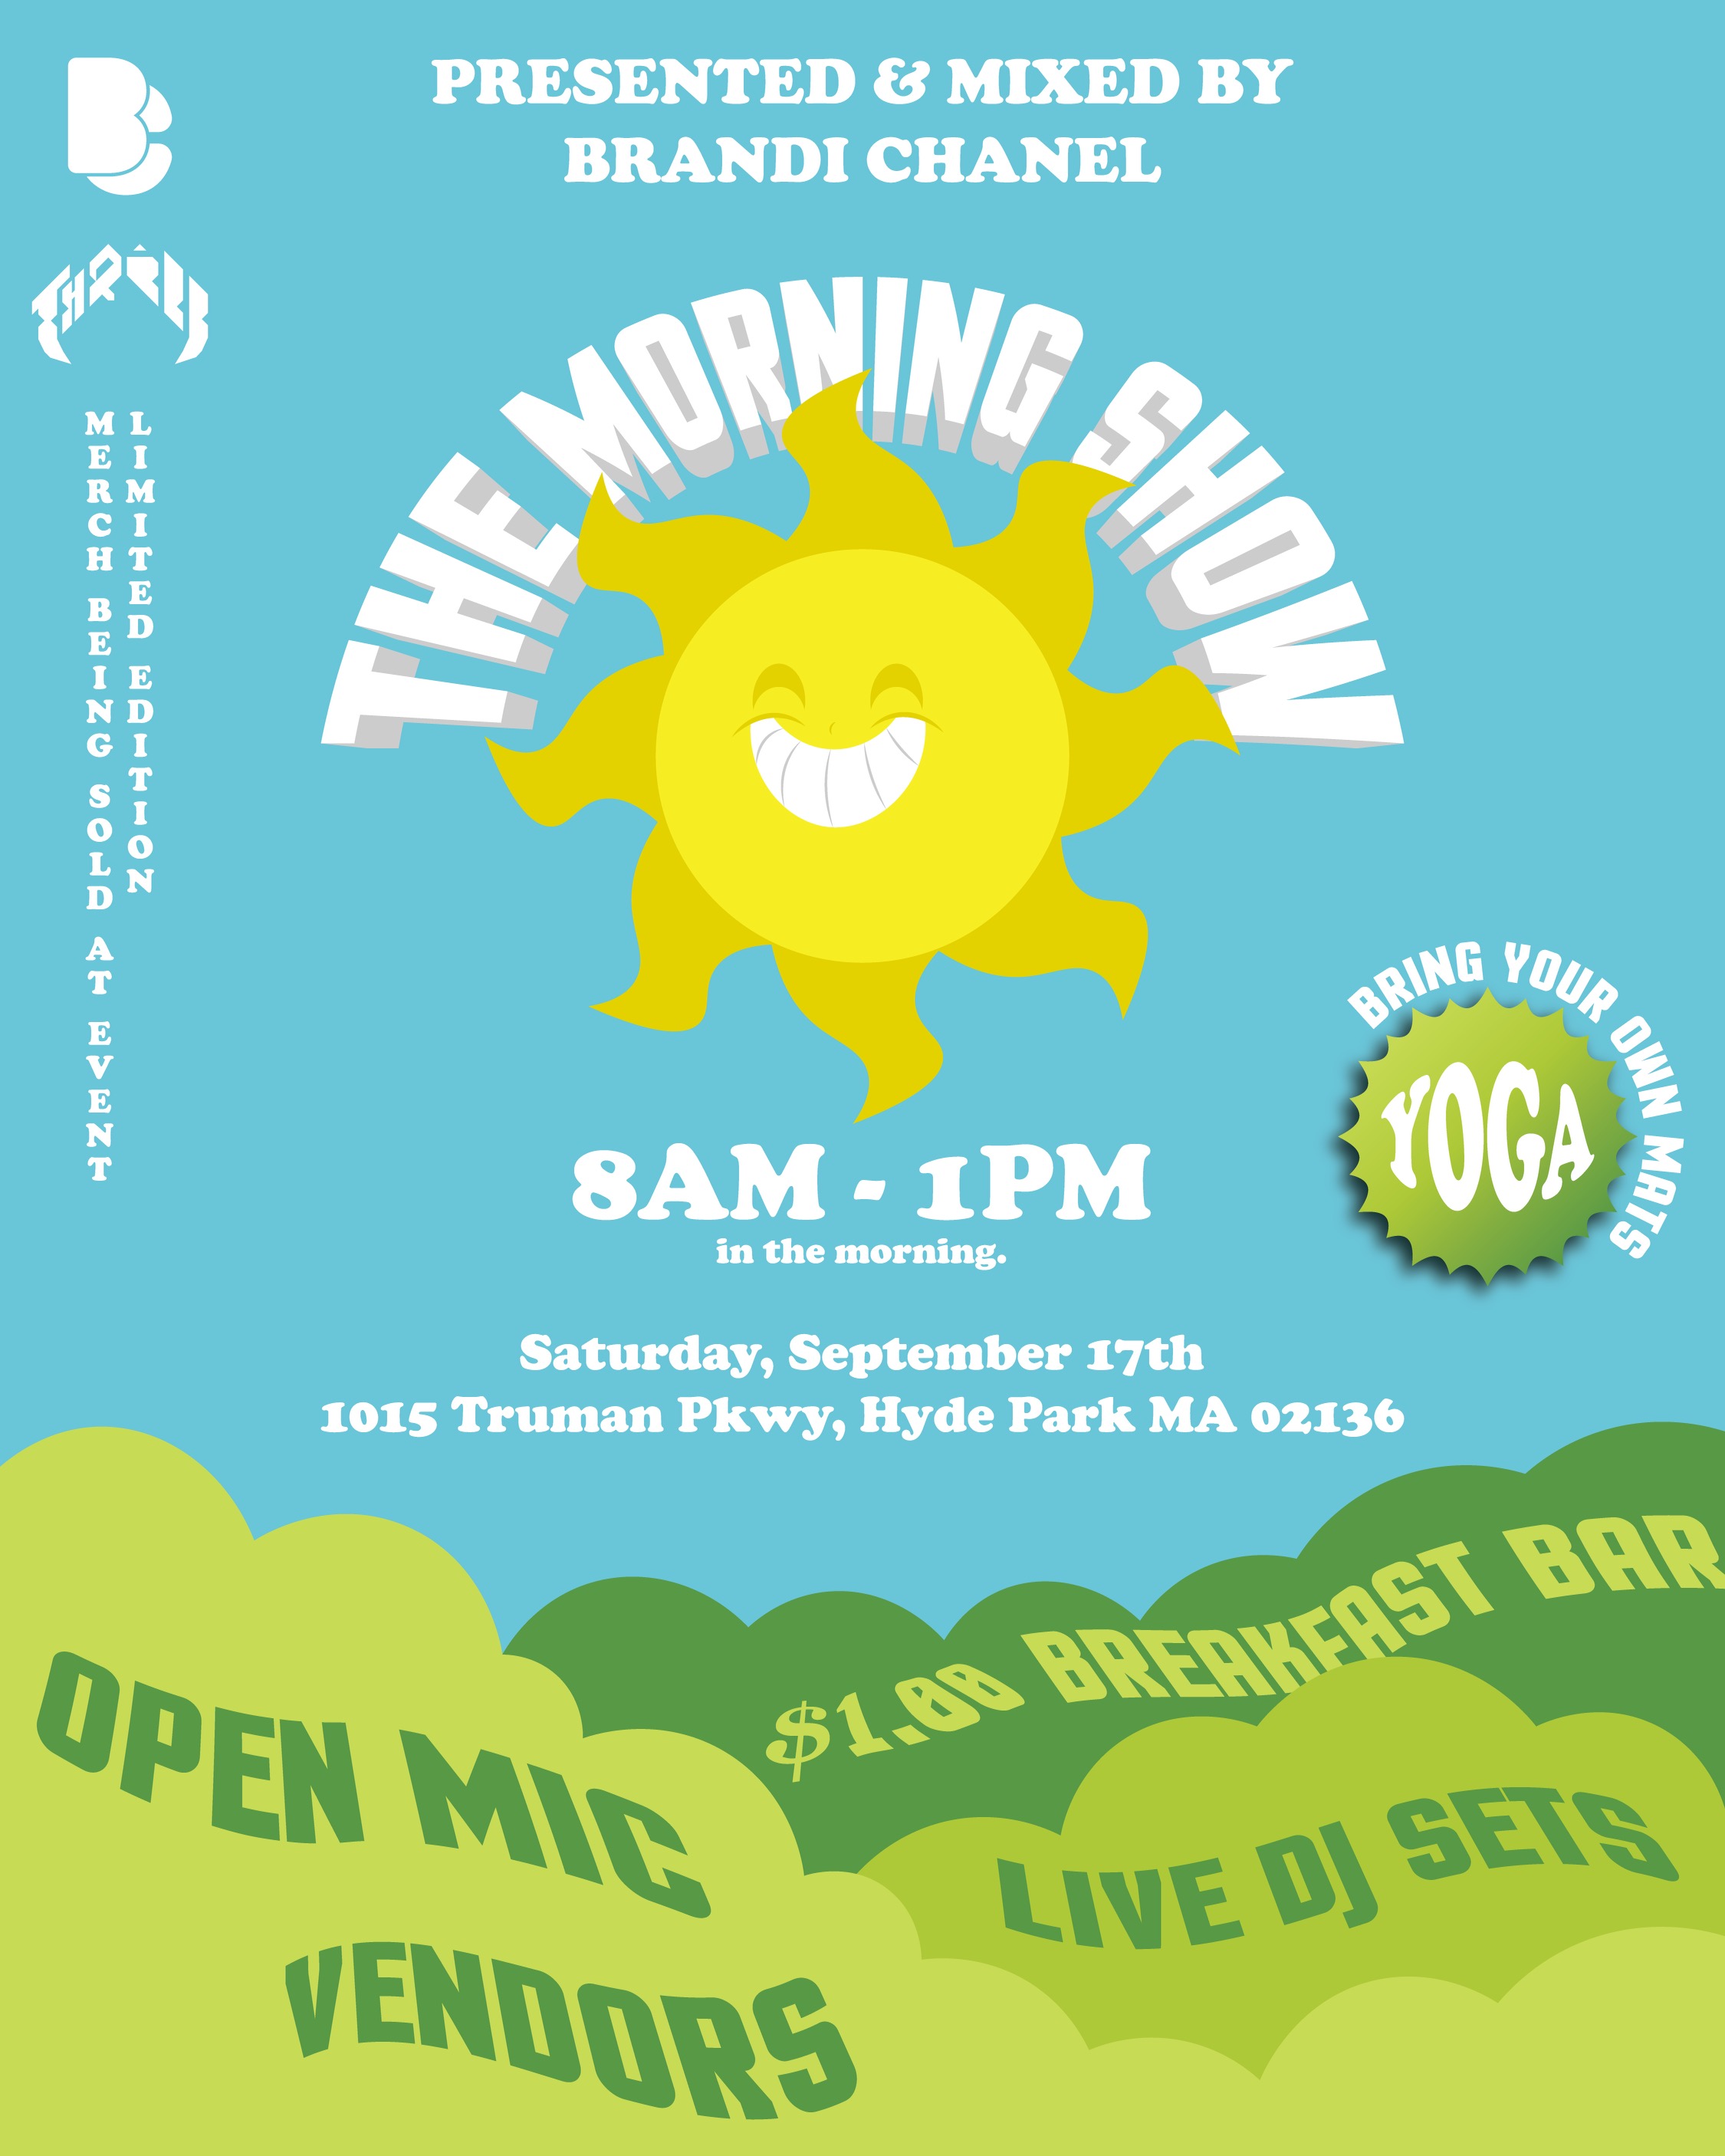 PRESENTED & MIXED BY
BRANDI CHANEL
BC
THE MORNING SHOW
LIMITED EDITION
MERCH BEING SOLD AT EVENT
BRING YOUR OWN MATS
YOGA
8AM - 1PM
in the morning.
Saturday, September 17th
1015 Truman Pkwy, Hyde Park MA 02136
$1.98 BREAKFAST BAR
OPEN MIC
LIVE DJ SETS
VENDORS